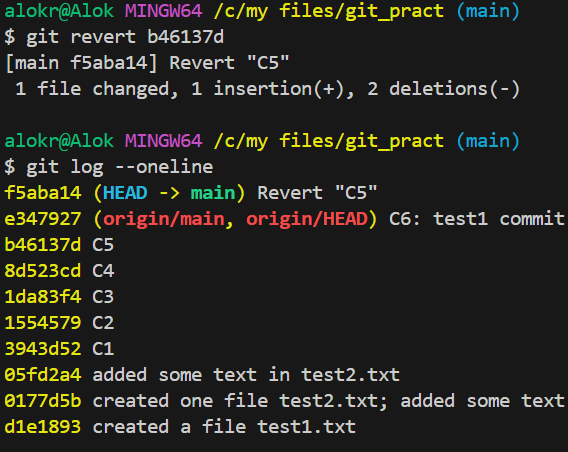 alokr@Alok MINGW64 /c/my files/git_pract (main)
$ git revert b46137d
[main f5aba14] Revert "C5"
 1 file changed, 1 insertion(+), 2 deletions(-)
alokr@Alok MINGW64 /c/my files/git_pract (main)
$ git log --oneline
f5aba14 (HEAD -> main) Revert "C5"
e347927 (origin/main, origin/HEAD) C6: test1 commit
b46137d C5
8d523cd C4
1da83f4 C3
1554579 C2
3943d52 C1
05fd2a4 added some text in test2.txt
0177d5b created one file test2.txt; added some text
d1e1893 created a file test1.txt